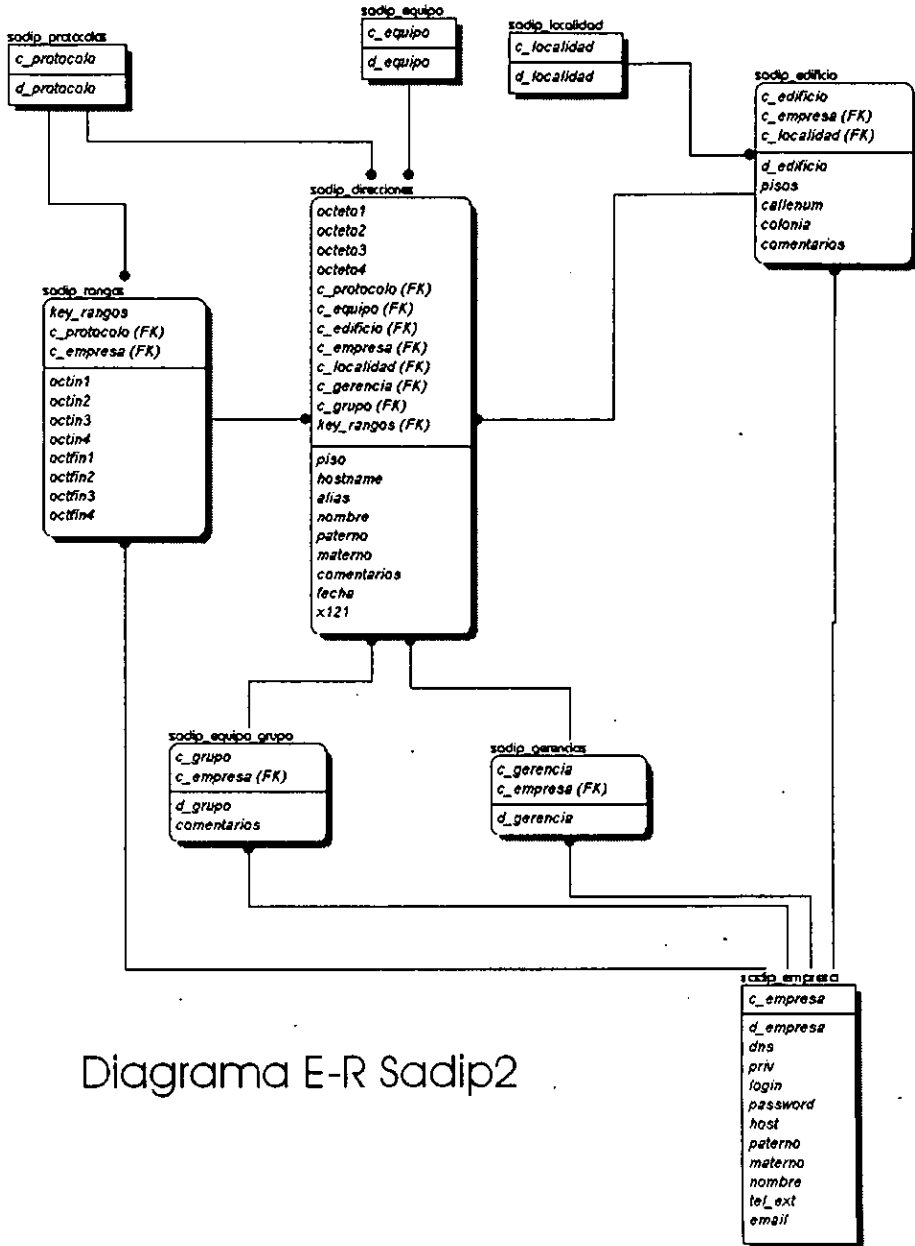 sadip_protocolos
c_protocolo
d_protocolo
sadip_equipo
c_equipo
d_equipo
sadip_localidad
c_localidad
d_localidad
sadip_edificio
c_edificio
c_empresa (FK)
c_localidad (FK)
d_edificio
pisos
callenum
colonia
comentarios
sadip_direcciones
octeto1
octeto2
octeto3
octeto4
c_protocolo (FK)
c_equipo (FK)
c_edificio (FK)
c_empresa (FK)
c_localidad (FK)
c_gerencia (FK)
c_grupo (FK)
key_rangos (FK)
piso
hostname
alias
nombre
paterno
materno
comentarios
fecha
x121
sadip_rangos
key_rangos
c_protocolo (FK)
c_empresa (FK)
octin1
octin2
octin3
octin4
octfin1
octfin2
octfin3
octfin4
sadip_equipo_grupo
c_grupo
c_empresa (FK)
d_grupo
comentarios
sadip_gerencias
c_gerencia
c_empresa (FK)
d_gerencia
sadip_empresa
c_empresa
d_empresa
dns
priv
login
password
host
paterno
materno
nombre
tel_ext
email
Diagrama E-R Sadip2